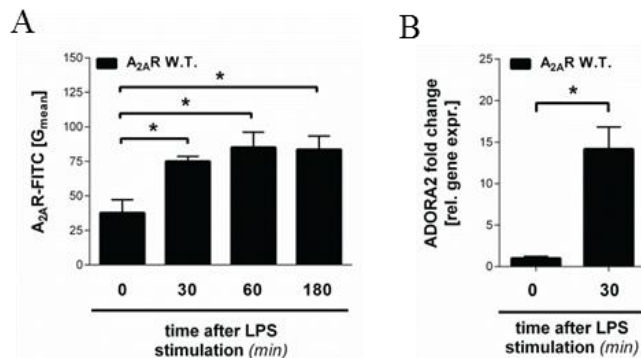 A
A2AR W.T.
A2AR-FITC [Gmean]
150
125
100
75
50
25
0
*
*
*
0 30 60 180
time after LPS
stimulation (min)
B
A2AR W.T.
ADORA2 fold change
[rel. gene expr.]
25
20
15
10
5
0
*
0 30
time after LPS
stimulation (min)